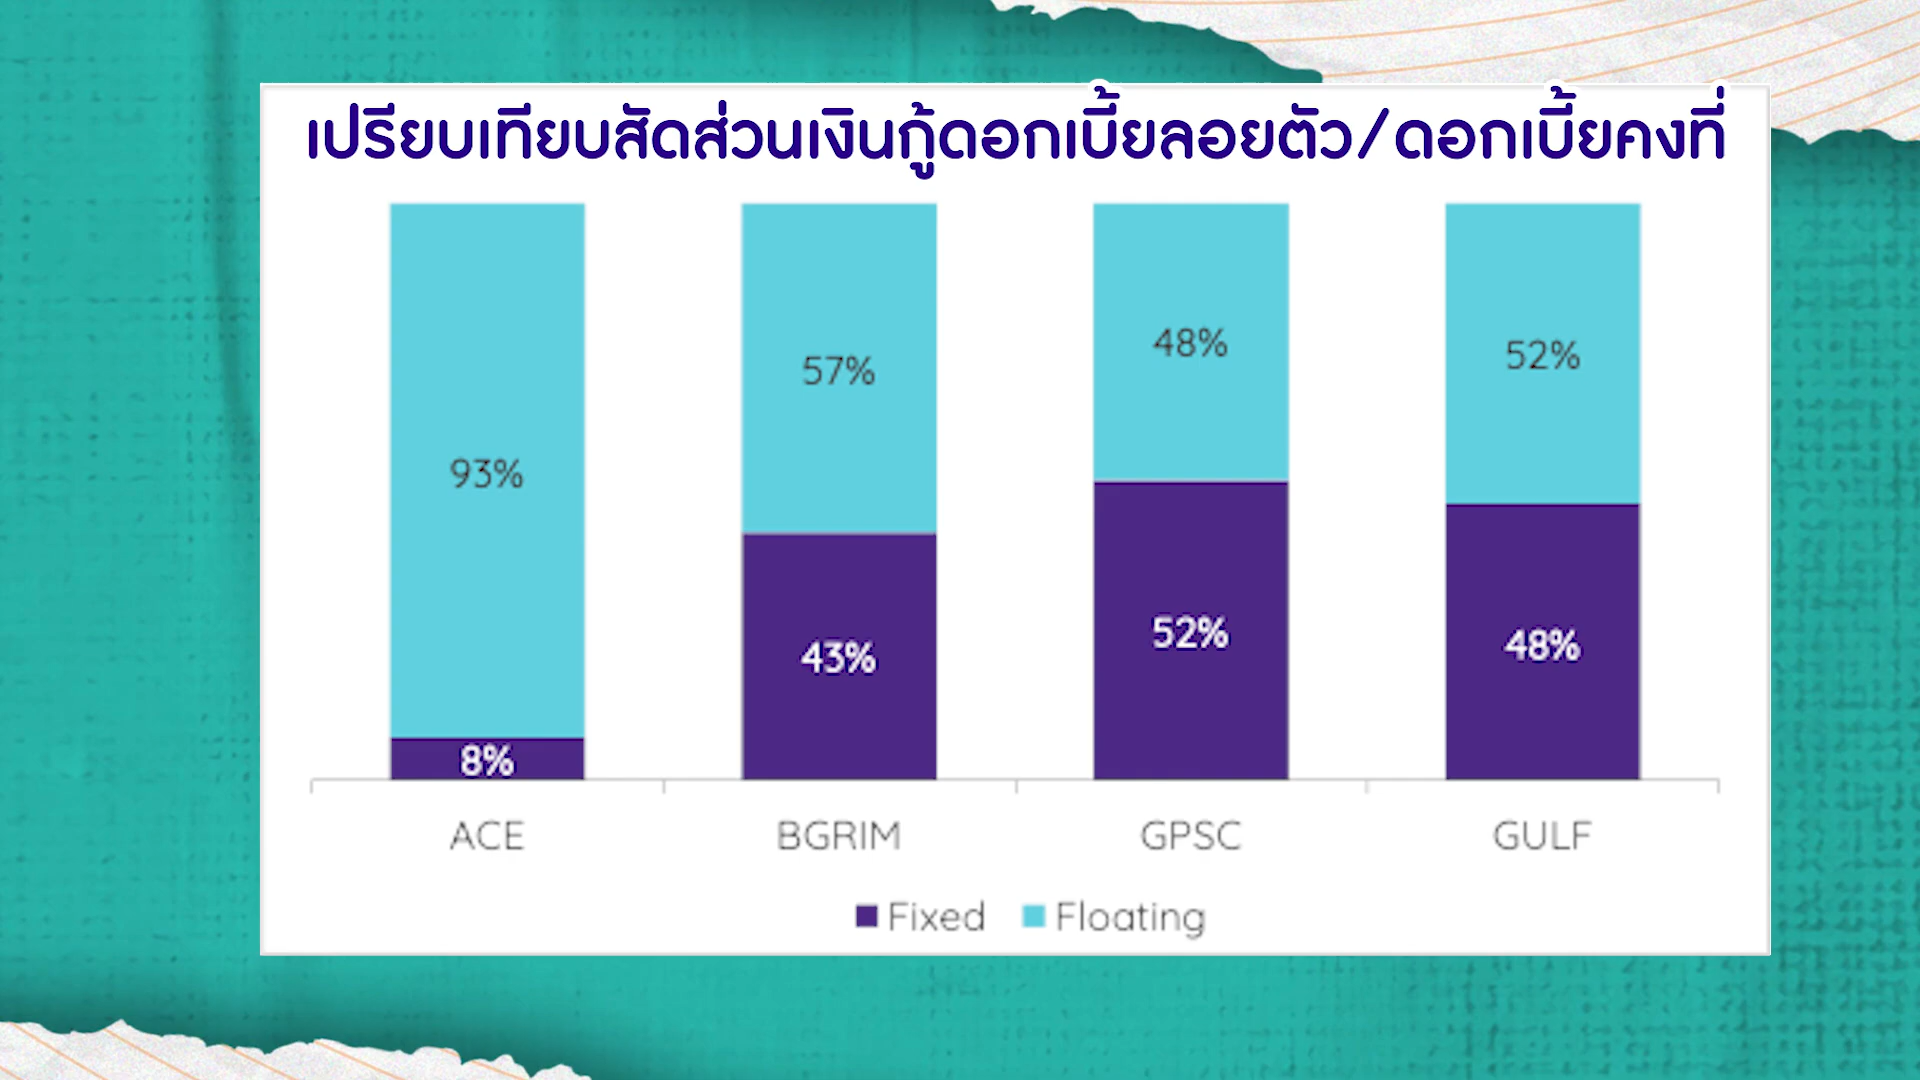 เปรียบเทียบสัดส่วนเงินกู้ดอกเบี้ยลอยตัว/ดอกเบี้ยคงที่
93%
57%
48%
52%
8%
43%
52%
48%
ACE
BGRIM
GPSC
GULF
Fixed
Floating